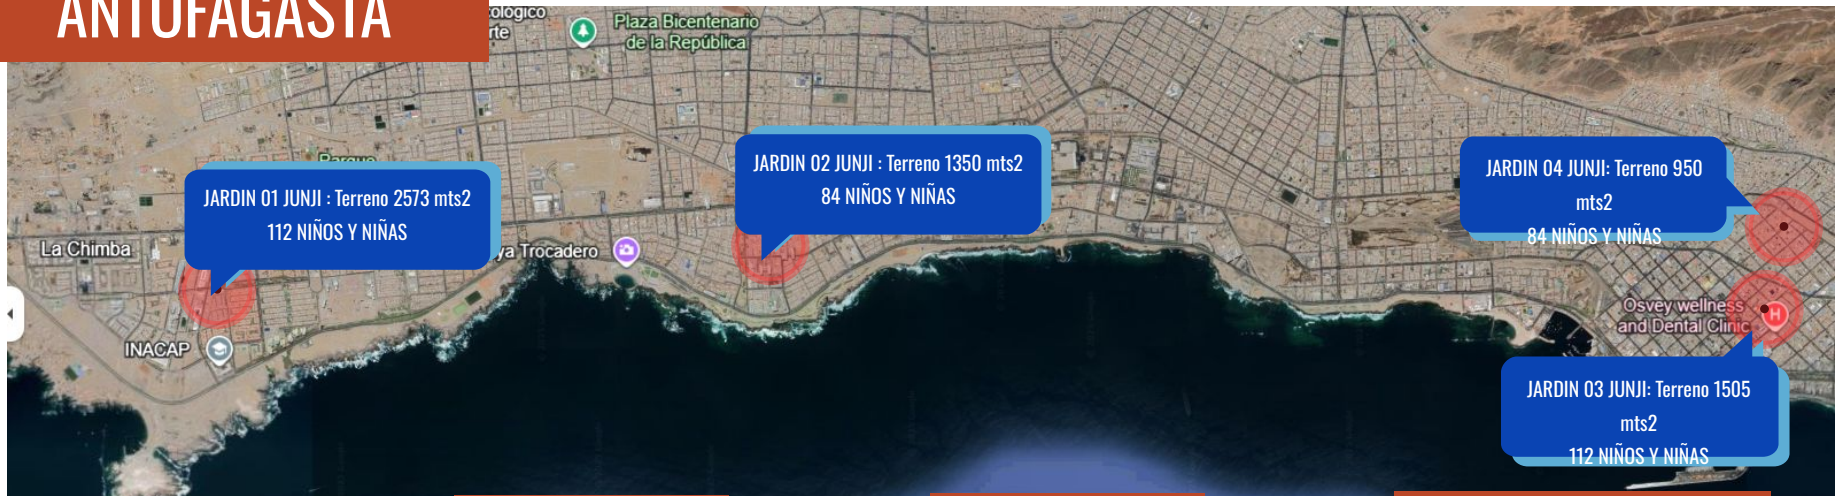 ANTOFAGASTA
Plaza Bicentenario
de la República
Parque
JARDIN 01 JUNJI : Terreno 2573 mts2
112 NIÑOS Y NIÑAS
JARDIN 02 JUNJI : Terreno 1350 mts2
84 NIÑOS Y NIÑAS
JARDIN 04 JUNJI: Terreno 950
mts2
84 NIÑOS Y NIÑAS
La Chimba
Trocadero
INACAP
Osvey wellness
and Dental Clinic
H
JARDIN 03 JUNJI: Terreno 1505
mts2
112 NIÑOS Y NIÑAS